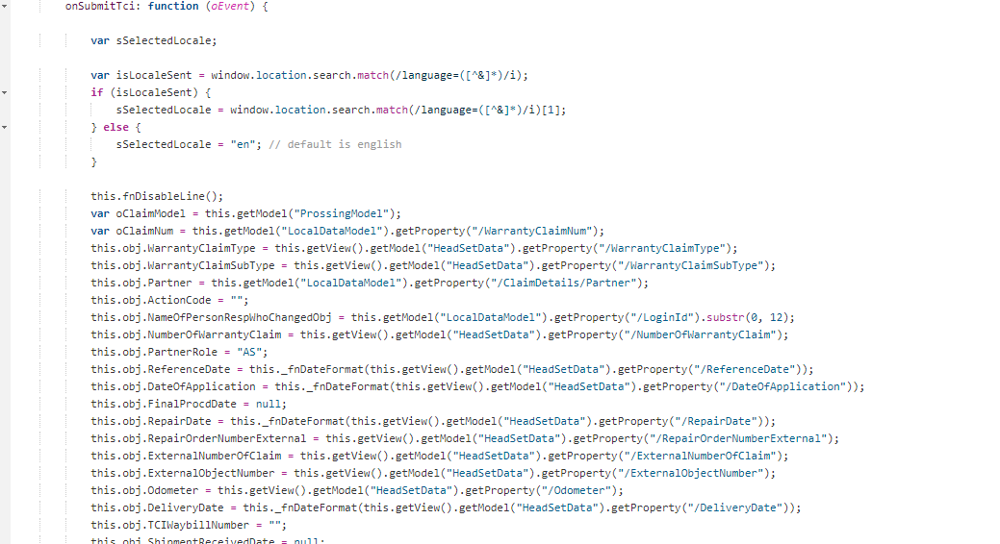 onSubmitTci: function (oEvent) {
var sSelectedLocale;
var isLocaleSent = window.location.search.match(/language=([^&]*)/i);
if (isLocaleSent) {
sSelectedLocale = window.location.search.match(/language=([^&]*)/i)[1];
} else {
sSelectedLocale = "en"; // default is english
}
this.fnDisableLine();
var oClaimModel = this.getModel("ProssingModel");
var oClaimNum = this.getModel("LocalDataModel").getProperty("/WarrantyClaimNum");
this.obj.WarrantyClaimType = this.getView().getModel("HeadSetData").getProperty("/WarrantyClaimType");
this.obj.WarrantyClaimSubType = this.getView().getModel("HeadSetData").getProperty("/WarrantyClaimSubType");
this.obj.Partner = this.getModel("LocalDataModel").getProperty("/ClaimDetails/Partner");
this.obj.ActionCode = "";
this.obj.NameOfPersonRespWhoChangedObj = this.getModel("LocalDataModel").getProperty("/LoginId").substr(0, 12);
this.obj.NumberOfWarrantyClaim = this.getView().getModel("HeadSetData").getProperty("/NumberOfWarrantyClaim");
this.obj.PartnerRole = "AS";
this.obj.ReferenceDate = this._fnDateFormat(this.getView().getModel("HeadSetData").getProperty("/ReferenceDate"));
this.obj.DateOfApplication = this._fnDateFormat(this.getView().getModel("HeadSetData").getProperty("/DateOfApplication"));
this.obj.FinalProcdDate = null;
this.obj.RepairDate = this._fnDateFormat(this.getView().getModel("HeadSetData").getProperty("/RepairDate"));
this.obj.RepairOrderNumberExternal = this.getView().getModel("HeadSetData").getProperty("/RepairOrderNumberExternal");
this.obj.ExternalNumberOfClaim = this.getView().getModel("HeadSetData").getProperty("/ExternalNumberOfClaim");
this.obj.ExternalObjectNumber = this.getView().getModel("HeadSetData").getProperty("/ExternalObjectNumber");
this.obj.Odometer = this.getView().getModel("HeadSetData").getProperty("/Odometer");
this.obj.DeliveryDate = this._fnDateFormat(this.getView().getModel("HeadSetData").getProperty("/DeliveryDate"));
this.obj.TCIWaybillNumber = "";
this.obj.ShipmentReceivedDate = null;